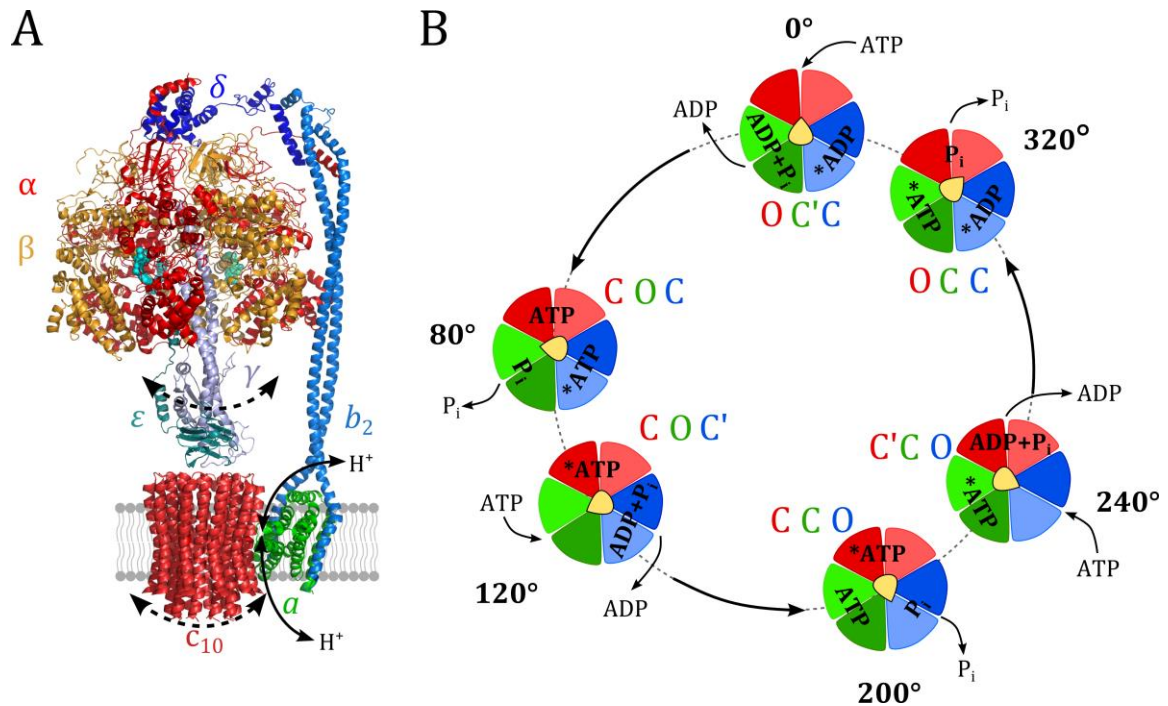 A
δ
α
β
γ
ε
b₂
H⁺
a
c₁₀
H⁺
B
0°
ATP
ADP
ADP+Pᵢ
*ADP
O C'C
Pᵢ
320°
Pᵢ
*ATP
*ADP
O C C
80°
C O C
ATP
Pᵢ
*ATP
Pᵢ
120°
C O C'
*ATP
ADP+Pᵢ
ATP
ADP
200°
C C O
*ATP
ATP
Pᵢ
Pᵢ
240°
C'C O
ADP+Pᵢ
*ATP
ADP
ATP